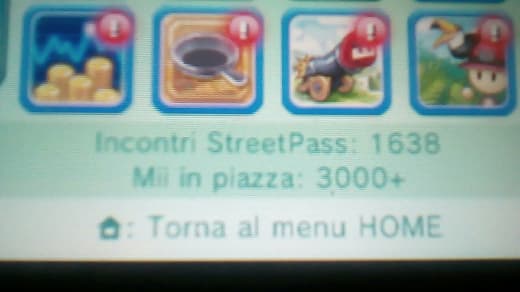 Incontri StreetPass: 1638
Mii in piazza: 3000+
: Torna al menu HOME